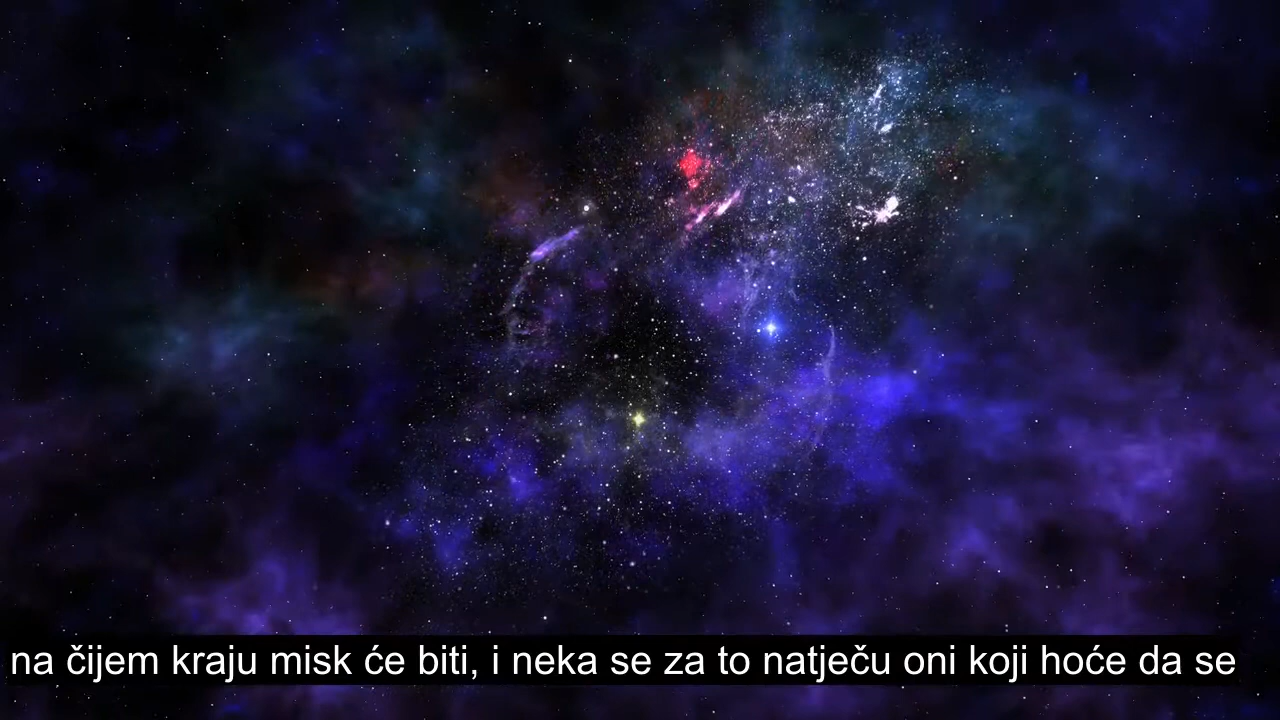 na čijem kraju misk će biti, i neka se za to natječu oni koji hoće da se